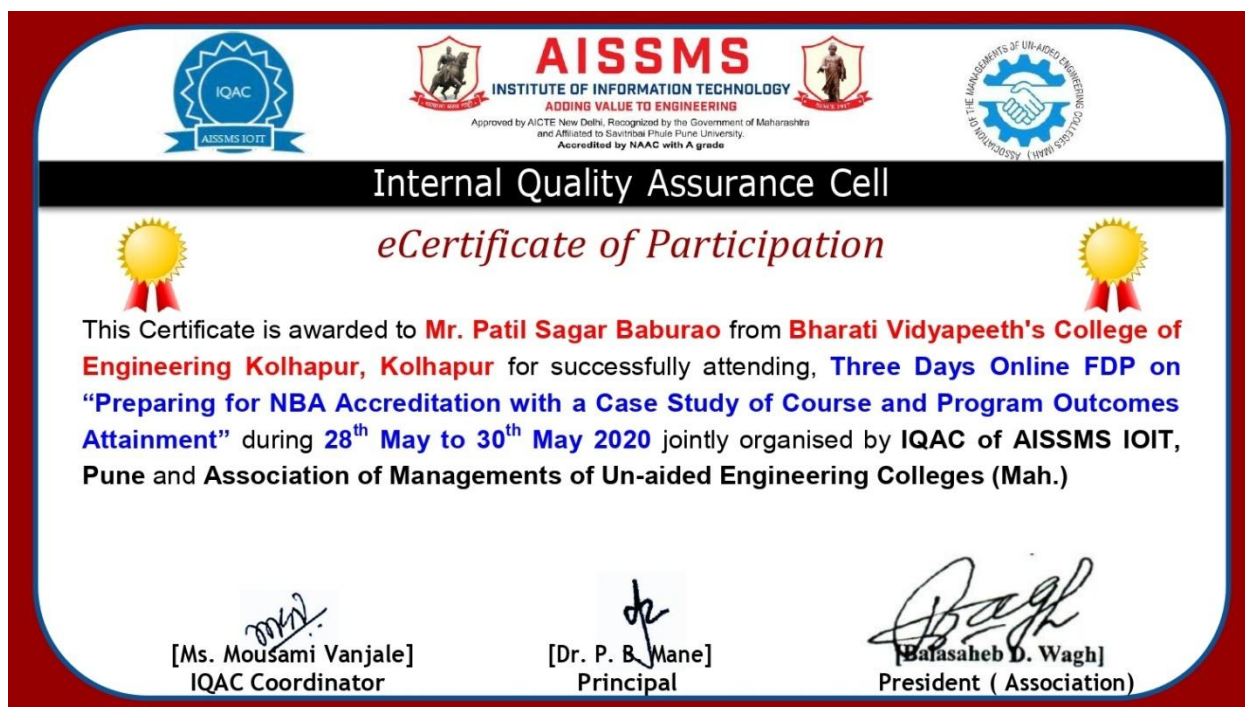 IQAC
AISSMS IOIT
AISSMS
INSTITUTE OF INFORMATION TECHNOLOGY
ADDING VALUE TO ENGINEERING
Approved by AICTE New Delhi, Recognized by the Government of Maharashtra
and Affiliated to Savitribai Phule Pune University.
Accredited by NAAC with A grade
SINCE 1917
ASSOCIATION OF THE MANAGEMENTS OF UN-AIDED ENGINEERING COLLEGES (MAH)
Internal Quality Assurance Cell
eCertificate of Participation
This Certificate is awarded to Mr. Patil Sagar Baburao from Bharati Vidyapeeth's College of
Engineering Kolhapur, Kolhapur for successfully attending, Three Days Online FDP on
“Preparing for NBA Accreditation with a Case Study of Course and Program Outcomes
Attainment” during 28th May to 30th May 2020 jointly organised by IQAC of AISSMS IOIT,
Pune and Association of Managements of Un-aided Engineering Colleges (Mah.)
[Ms. Mousami Vanjale] [Dr. P. B. Mane] [Balasaheb D. Wagh]
IQAC Coordinator Principal President ( Association)